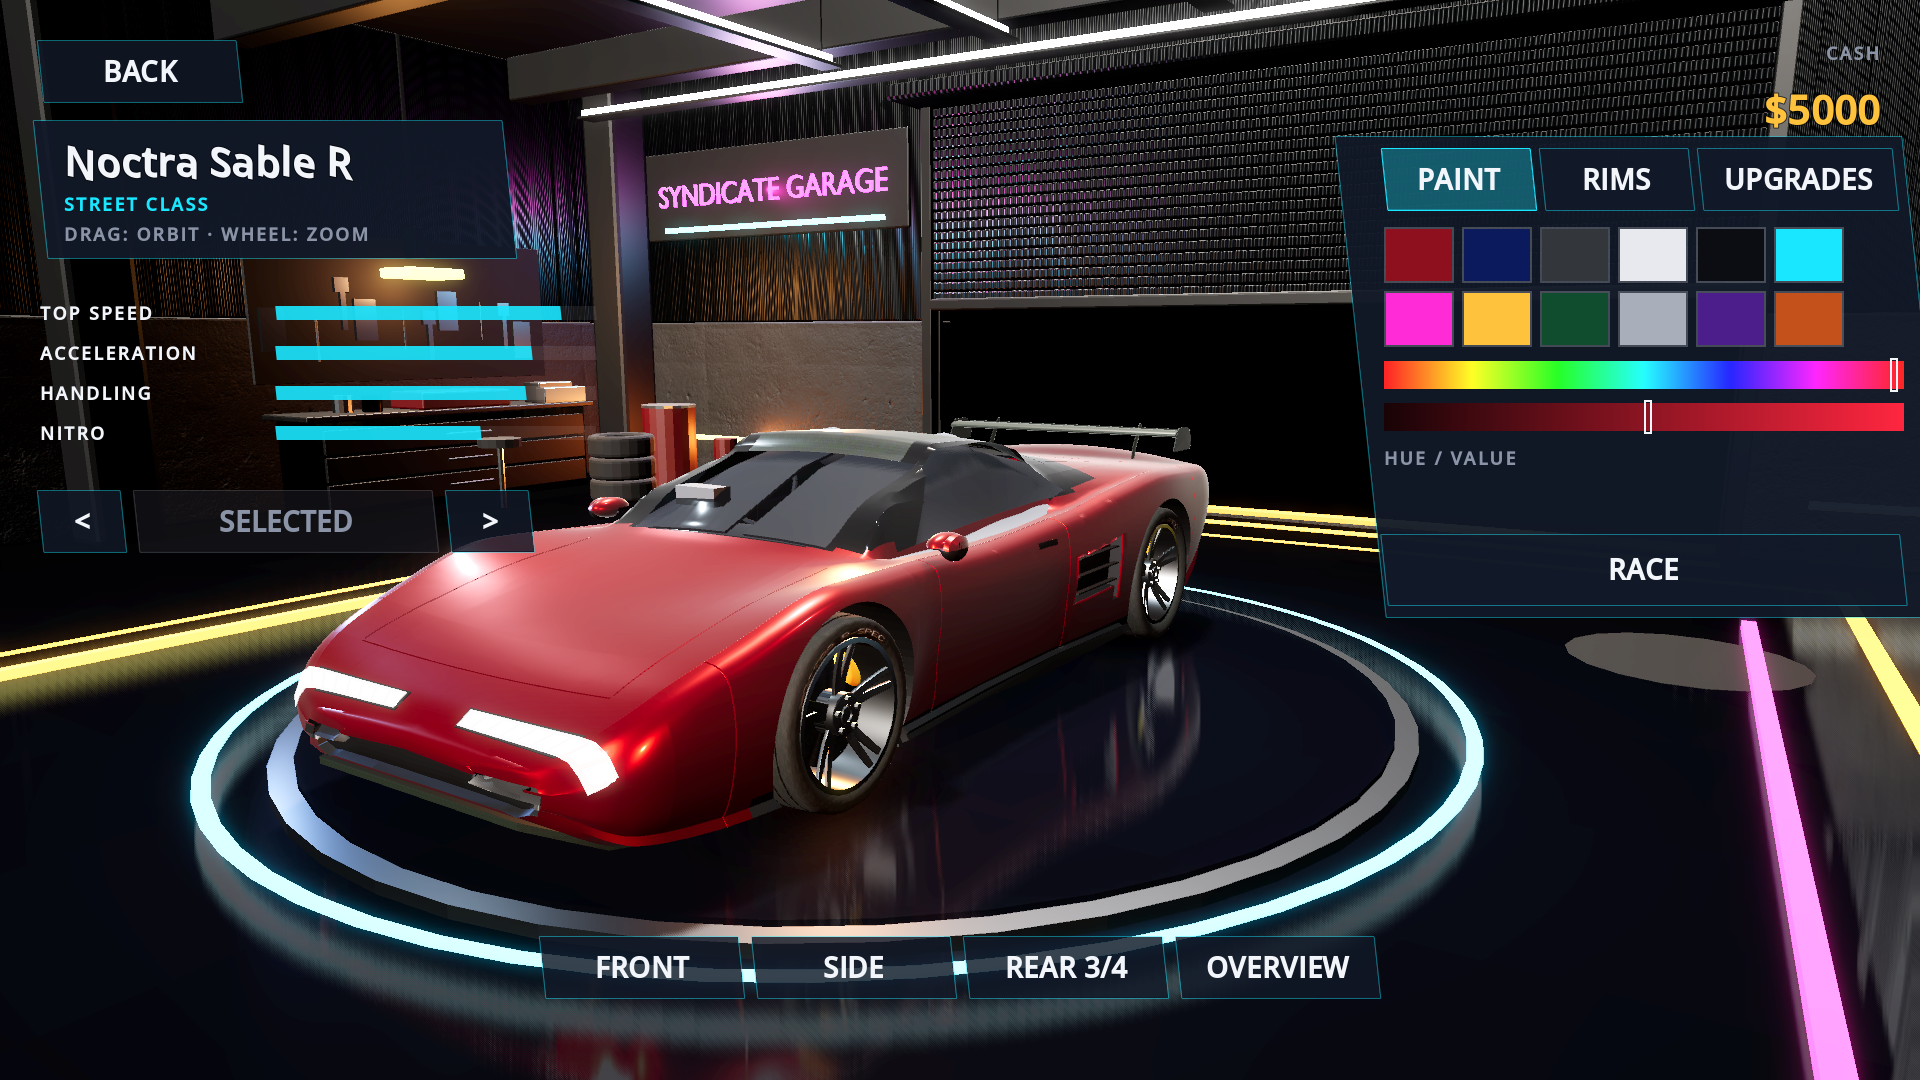 BACK
CASH
$5000
Noctra Sable R
STREET CLASS
DRAG: ORBIT · WHEEL: ZOOM
SYNDICATE GARAGE
PAINT
RIMS
UPGRADES
TOP SPEED
ACCELERATION
HANDLING
NITRO
HUE / VALUE
<
SELECTED
>
RACE
R-SPEC
FRONT
SIDE
REAR 3/4
OVERVIEW